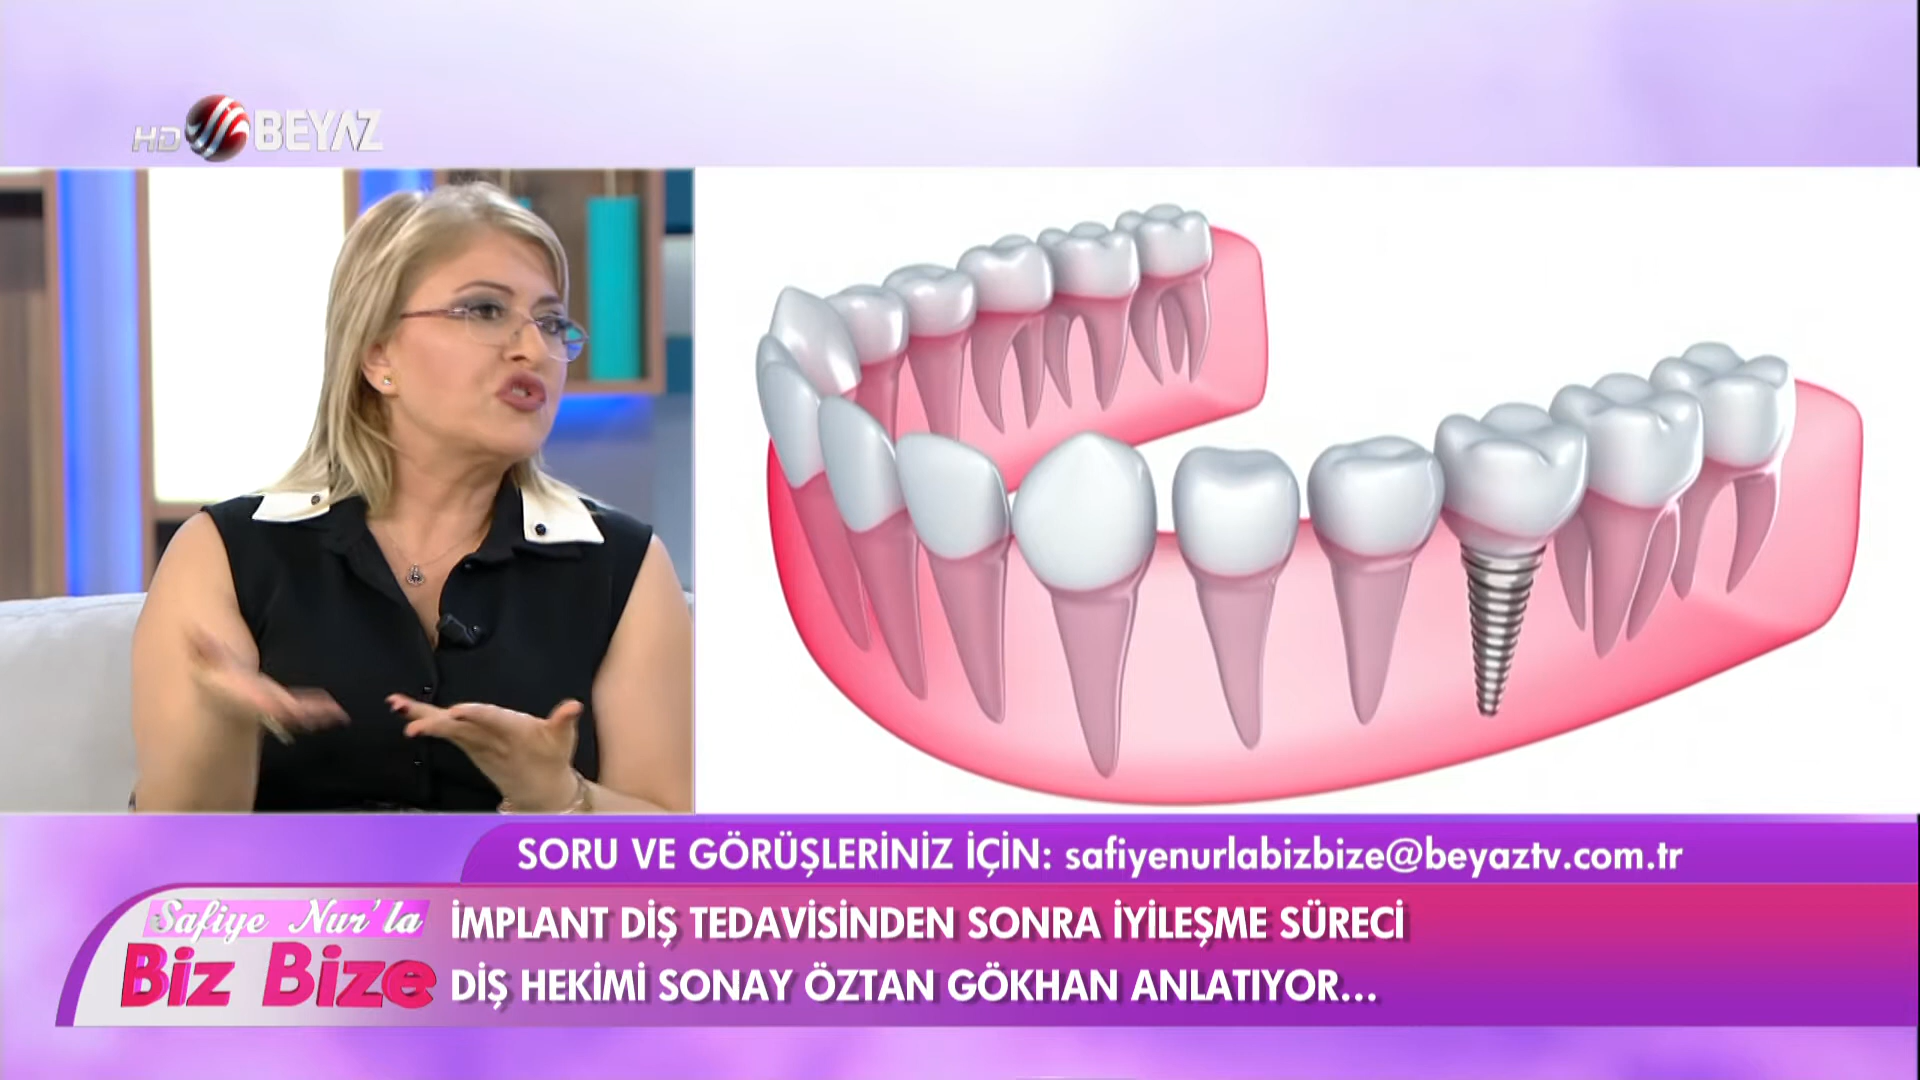 HD BEYAZ
SORU VE GÖRÜŞLERİNİZ İÇİN: safiyenurlabizbize@beyaztv.com.tr
Safiye Nur'la
Biz Bize
İMPLANT DİŞ TEDAVİSİNDEN SONRA İYİLEŞME SÜRECİ
DİŞ HEKİMİ SONAY ÖZTAN GÖKHAN ANLATIYOR...